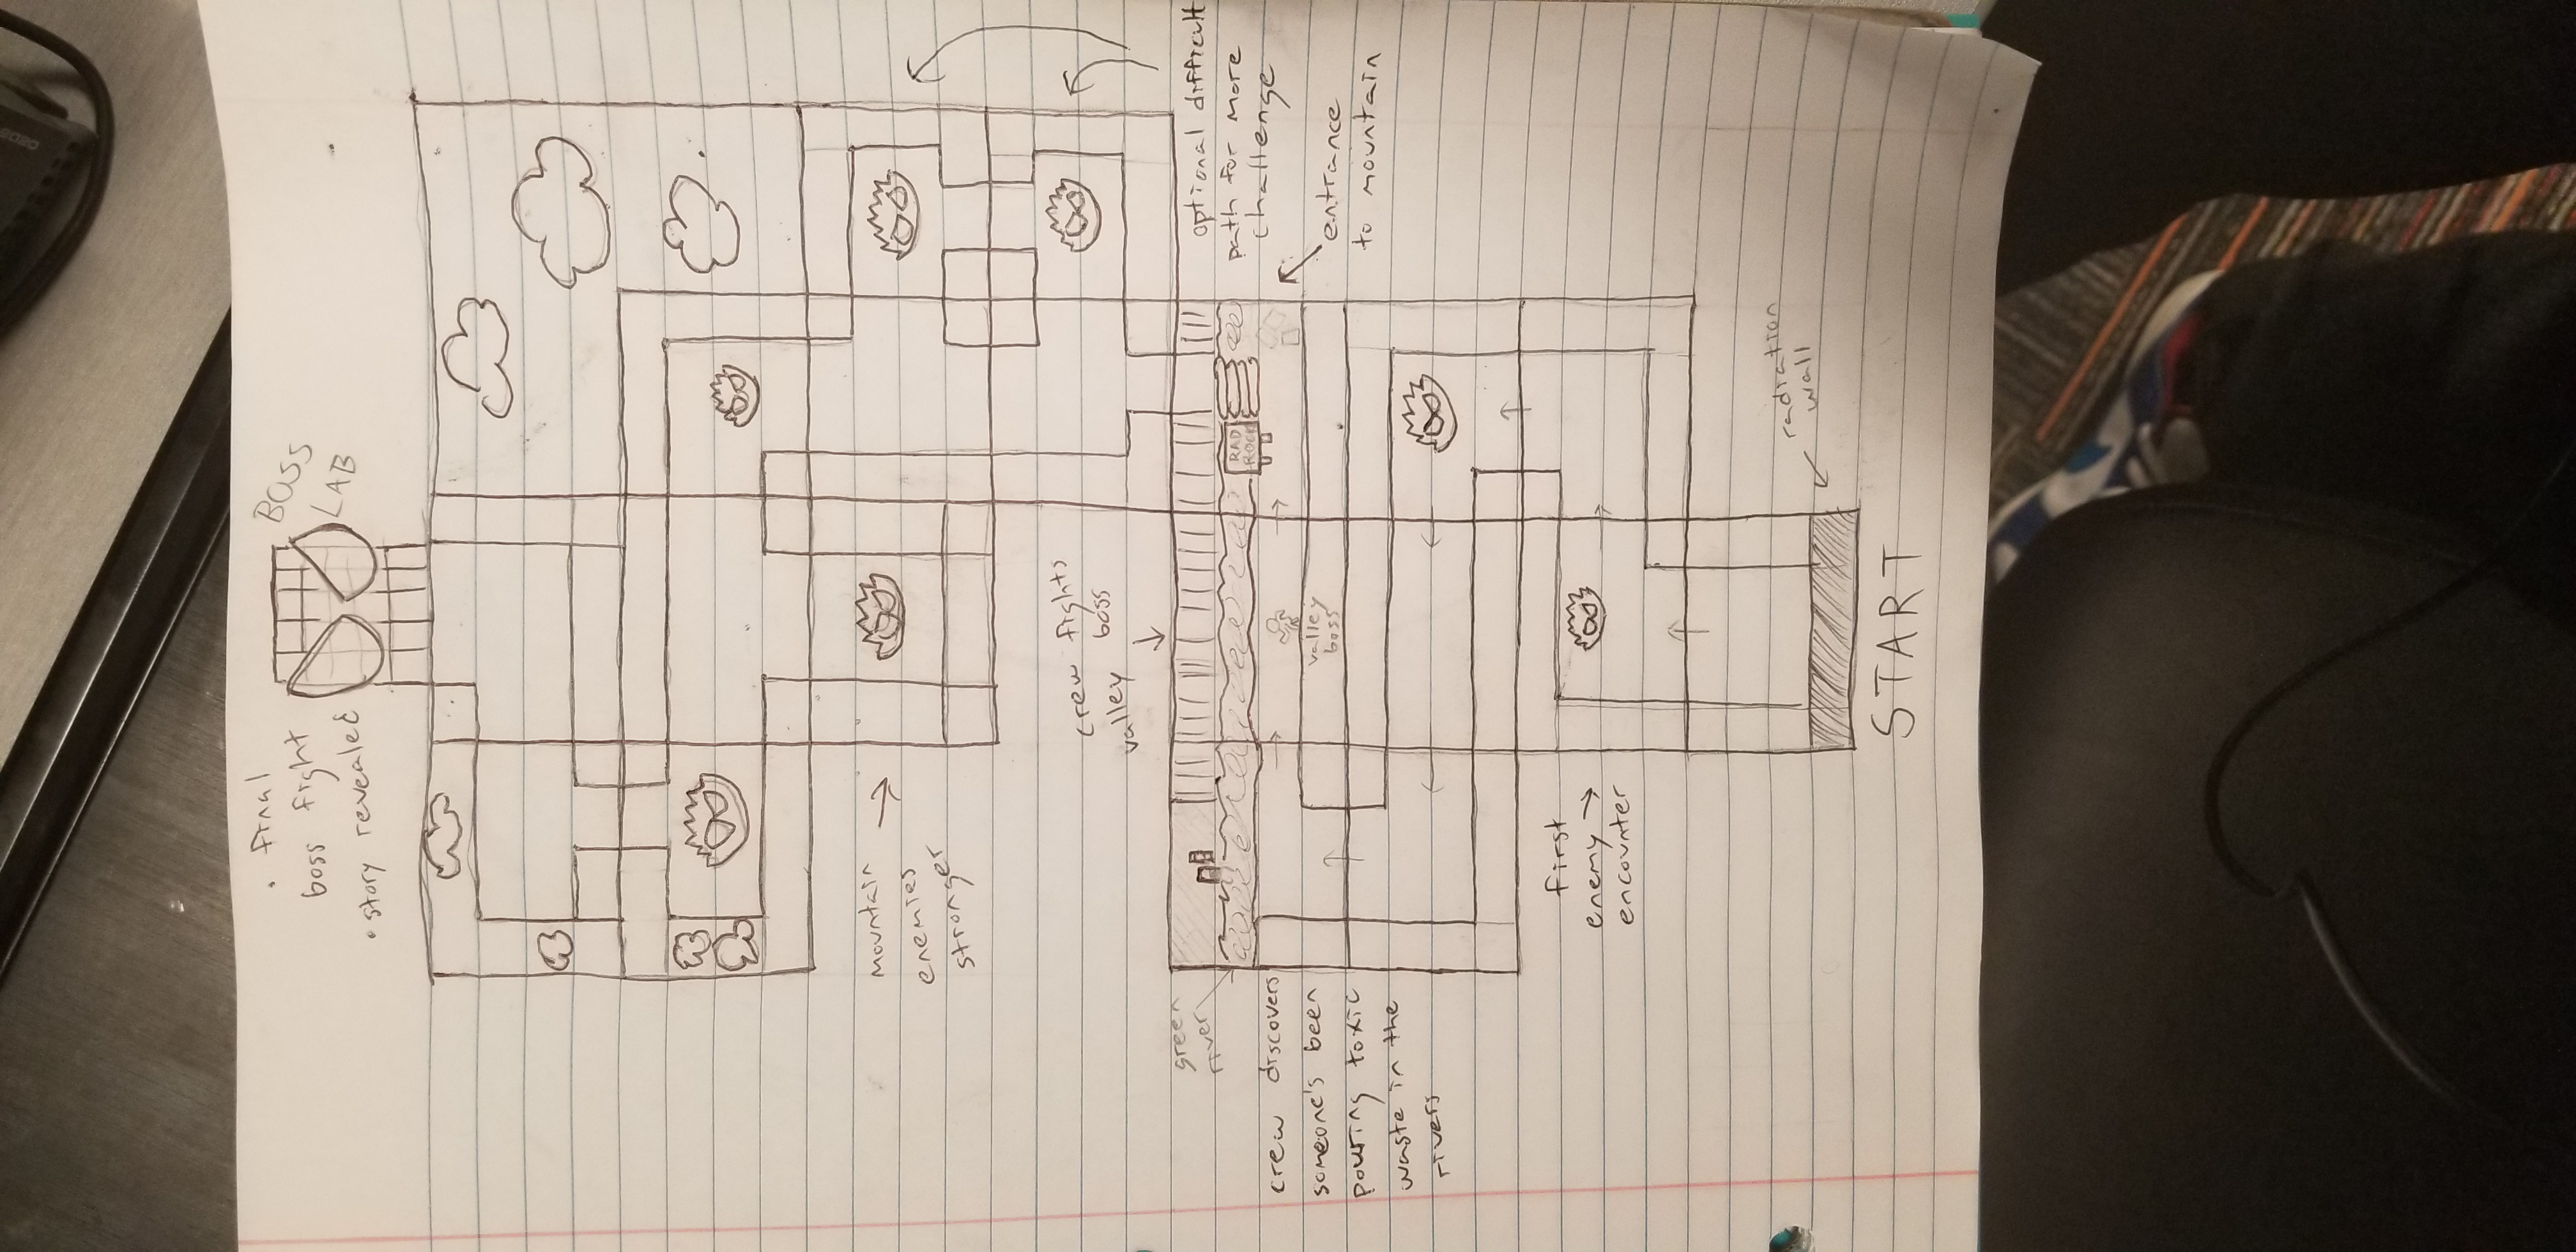 • final
boss fight
• story revealed
BOSS
LAB
mountain
enemies
stronger
crew fights
valley boss
green
river
optional difficult
path for more
challenge
RAD
ROCK
crew discovers
someone's been
pouring toxic
waste in the
rivers
valley
boss
entrance
to mountain
first
enemy
encounter
radiation
wall
START